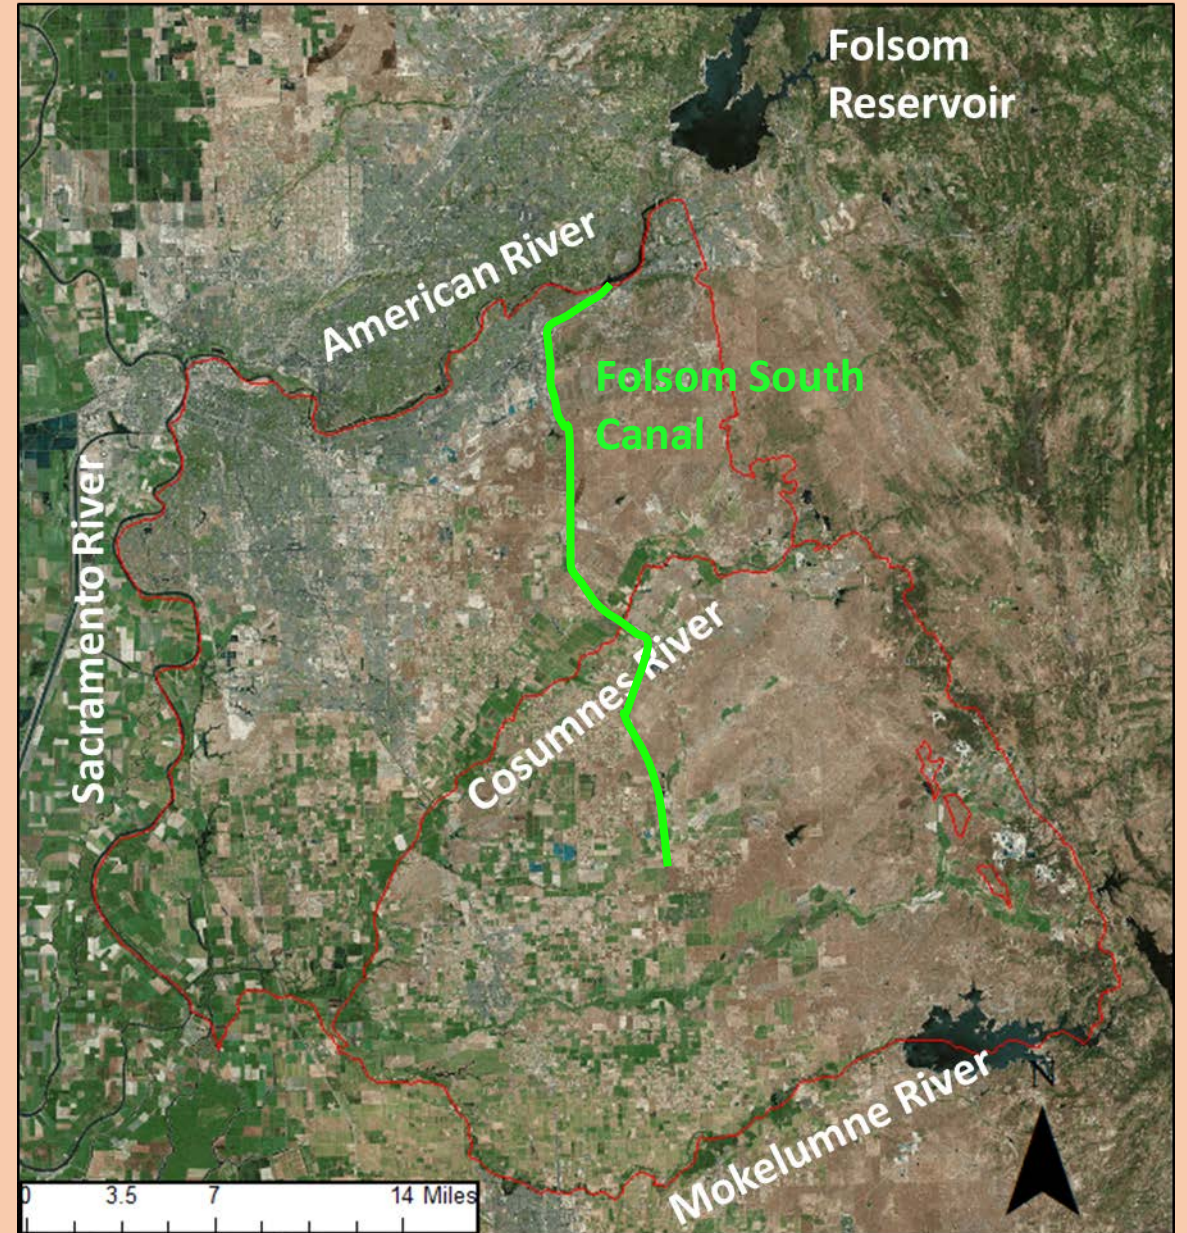 Folsom
Reservoir
American River
Folsom South
Canal
Sacramento River
Cosumnes River
Mokelumne River
0 3.5 7 14 Miles